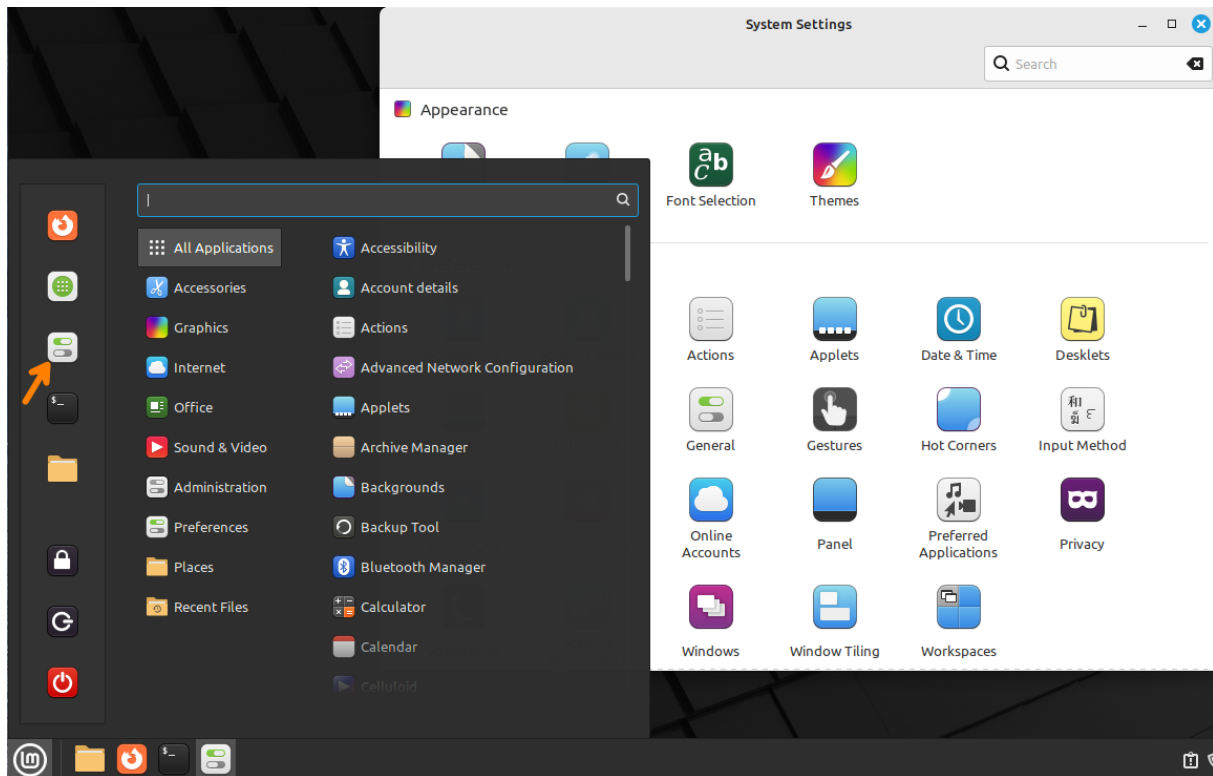 System Settings
Search
Appearance
Font Selection
Themes
All Applications
Accessories
Graphics
Internet
Office
Sound & Video
Administration
Preferences
Places
Recent Files
Accessibility
Account details
Actions
Advanced Network Configuration
Applets
Archive Manager
Backgrounds
Backup Tool
Bluetooth Manager
Calculator
Calendar
Celluloid
Actions
Applets
Date & Time
Desklets
General
Gestures
Hot Corners
Input Method
Online
Accounts
Panel
Preferred
Applications
Privacy
Windows
Window Tiling
Workspaces